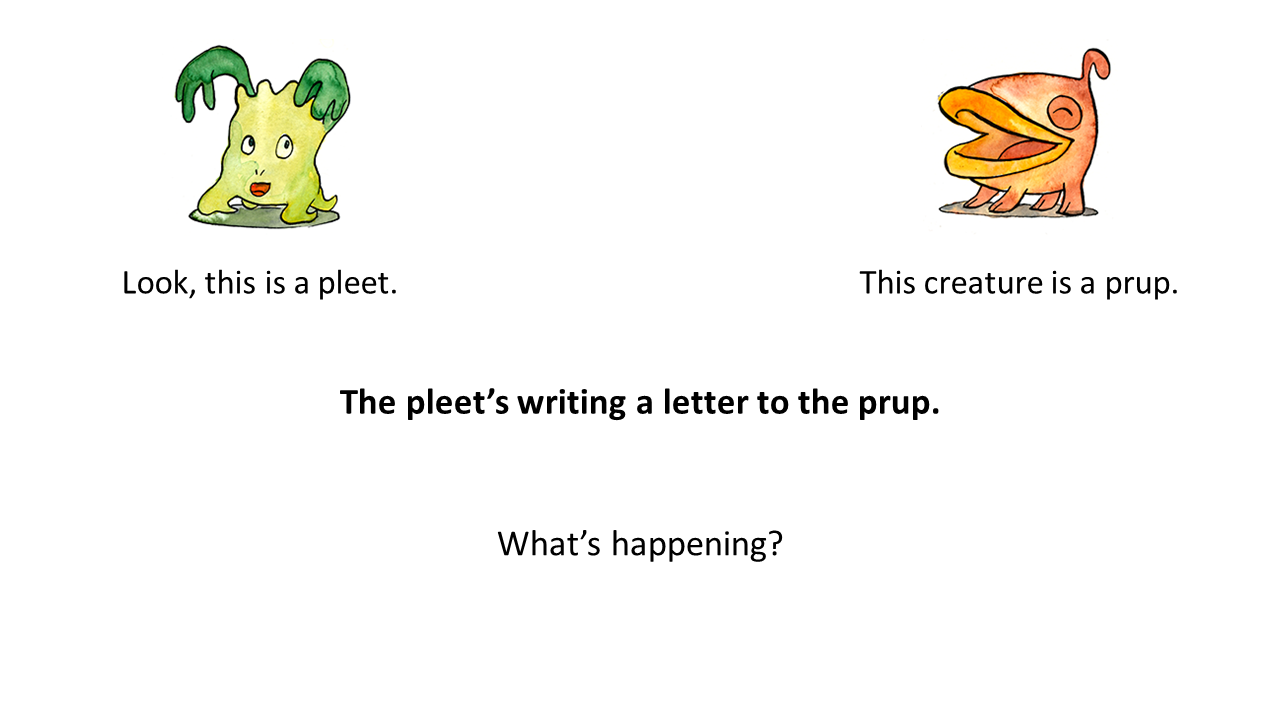 Look, this is a pleet.
This creature is a prup.
The pleet’s writing a letter to the prup.
What’s happening?